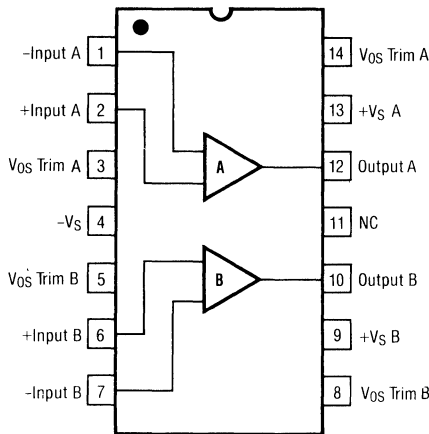 –Input A 1
+Input A 2
VOS Trim A 3
–VS 4
VOS Trim B 5
+Input B 6
–Input B 7
A
B
14 VOS Trim A
13 +VS A
12 Output A
11 NC
10 Output B
9 +VS B
8 VOS Trim B